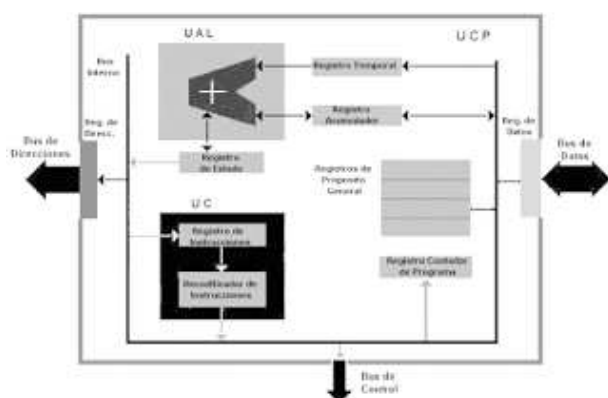 UAL
UCP
Bus
Interno
Registro Temporal
Reg. de
Direcc.
Registro
Acumulador
Reg. de
Datos
Bus de
Direcciones
Bus de
Datos
Registro
de Estado
Registros de
Propósito
General
UC
Registro de
Instrucciones
Registro Contador
de Programa
Decodificador de
Instrucciones
Bus de
Control